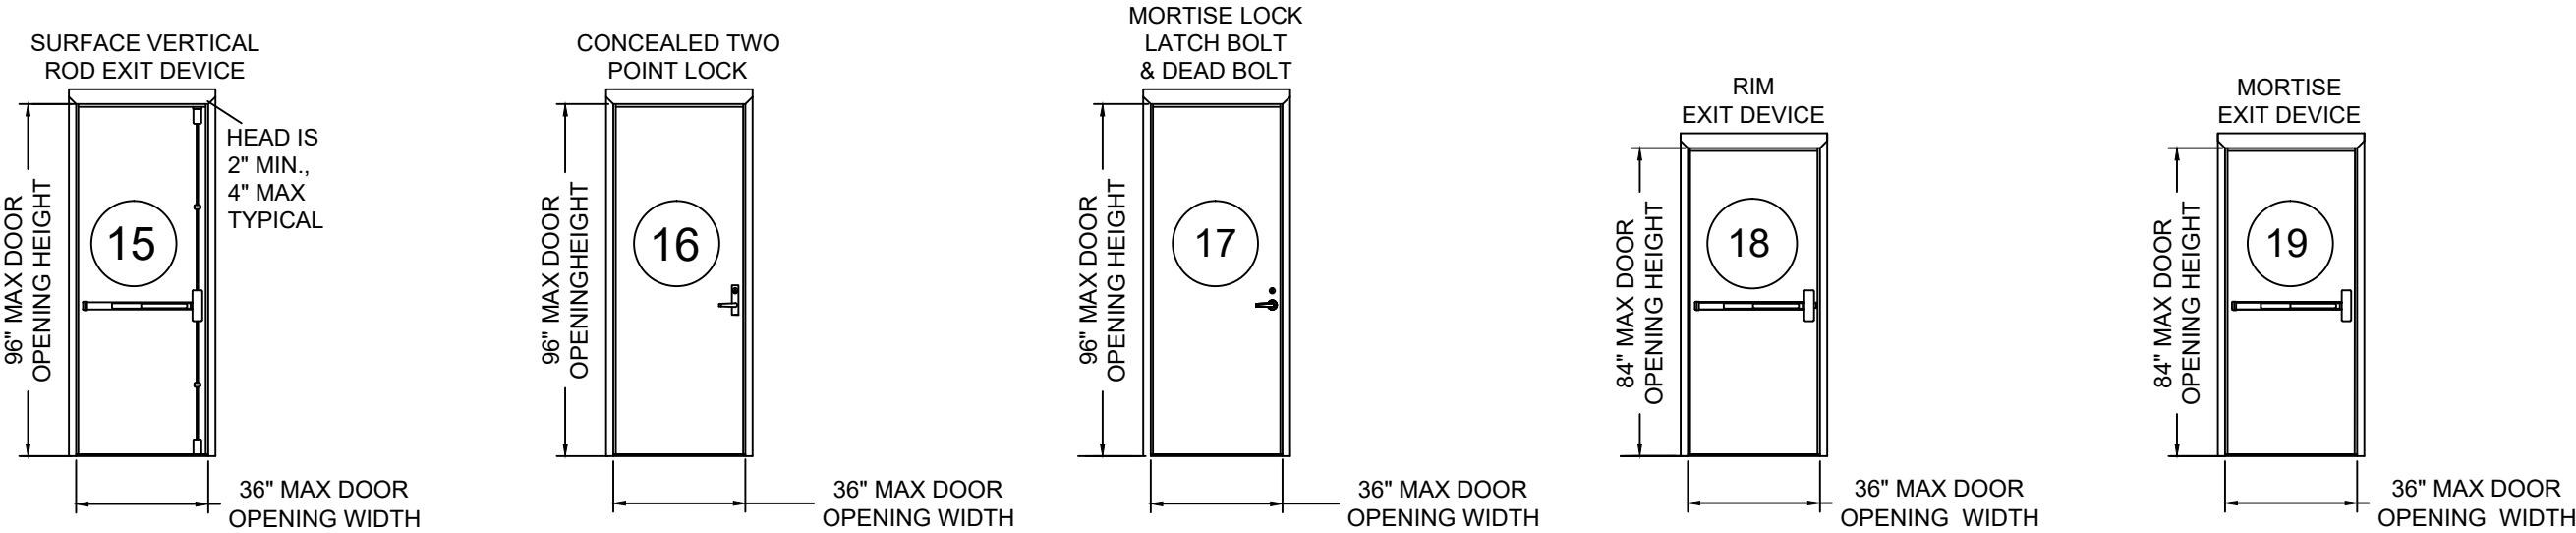 SURFACE VERTICAL
ROD EXIT DEVICE
HEAD IS
2" MIN.,
4" MAX
TYPICAL
96" MAX DOOR
OPENING HEIGHT
15
36" MAX DOOR
OPENING WIDTH
CONCEALED TWO
POINT LOCK
96" MAX DOOR
OPENINGHEIGHT
16
36" MAX DOOR
OPENING WIDTH
MORTISE LOCK
LATCH BOLT
& DEAD BOLT
96" MAX DOOR
OPENING HEIGHT
17
36" MAX DOOR
OPENING WIDTH
RIM
EXIT DEVICE
84" MAX DOOR
OPENING HEIGHT
18
36" MAX DOOR
OPENING WIDTH
MORTISE
EXIT DEVICE
84" MAX DOOR
OPENING HEIGHT
19
36" MAX DOOR
OPENING WIDTH